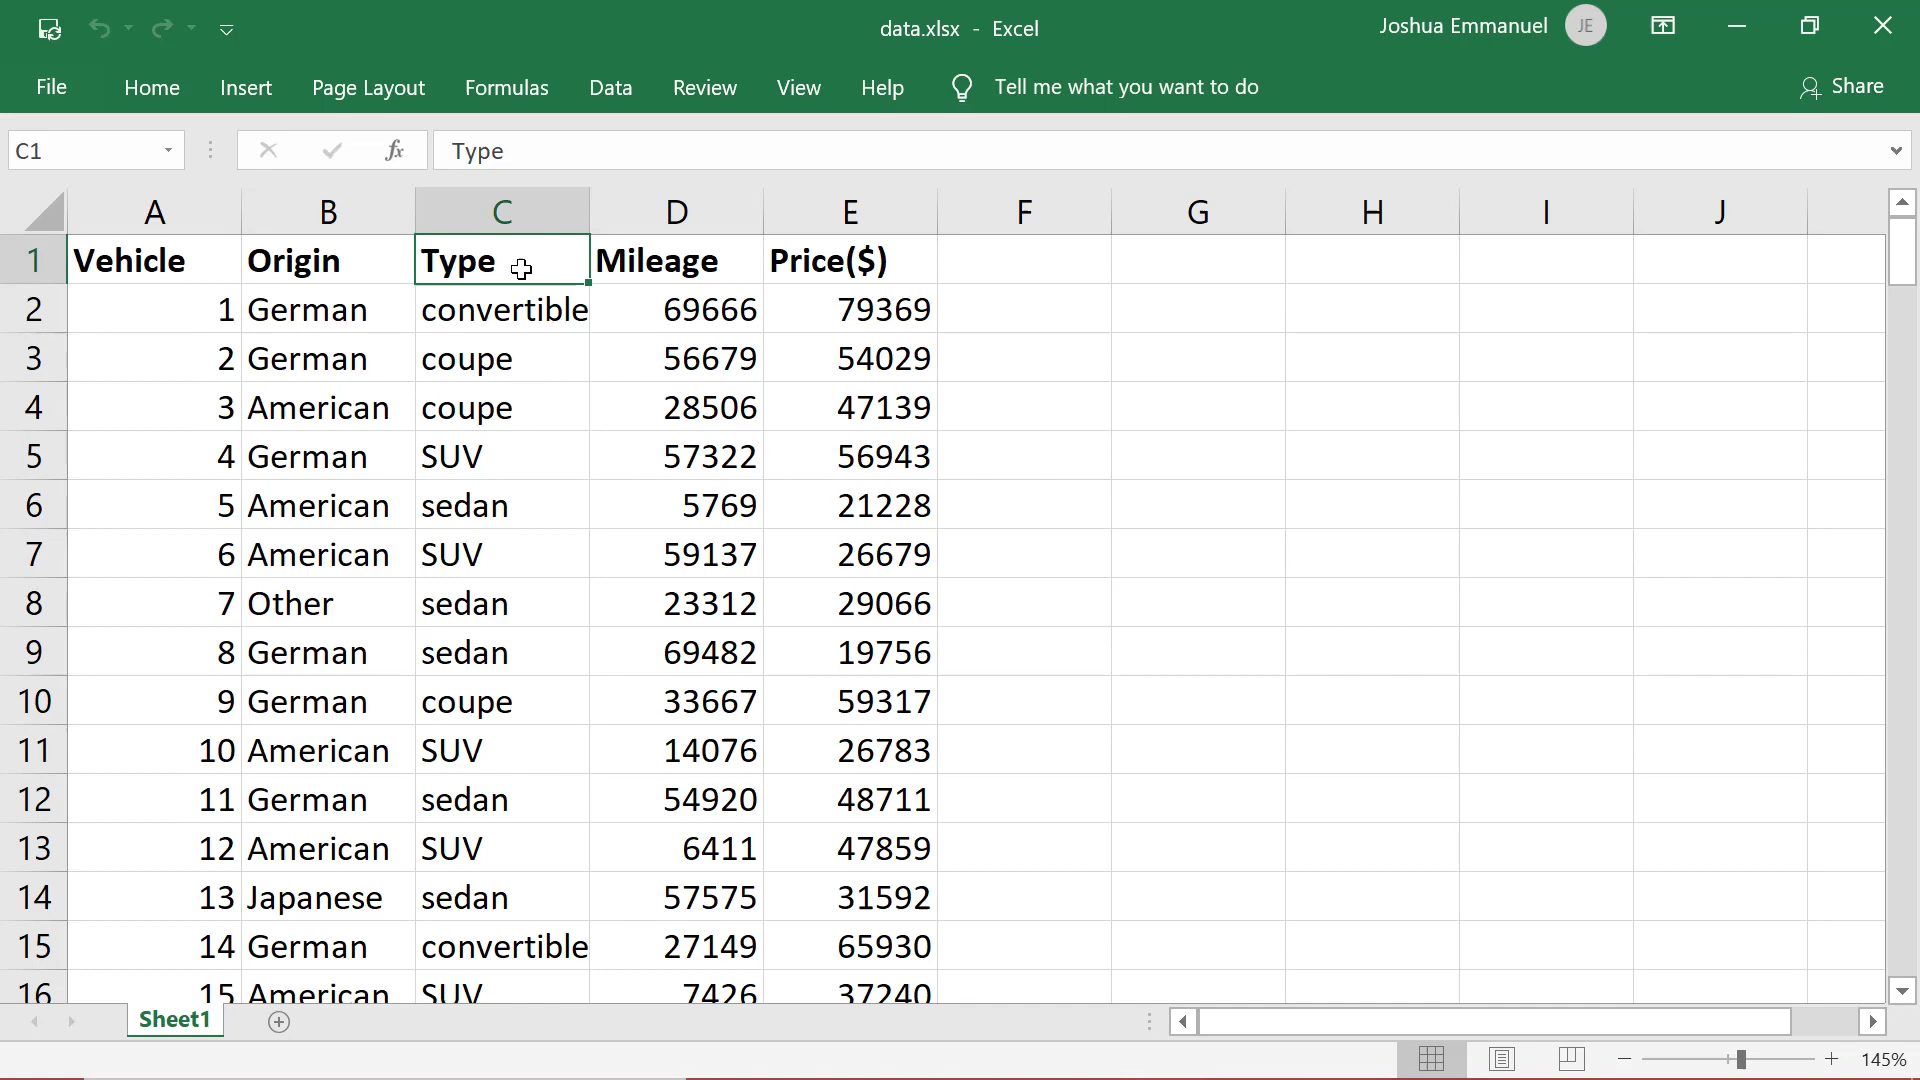 data.xlsx - Excel
Joshua Emmanuel
JE
File Home Insert Page Layout Formulas Data Review View Help Tell me what you want to do Share
C1 fx Type
A B C D E F G H I J
1 Vehicle Origin Type Mileage Price($)
2 1 German convertible 69666 79369
3 2 German coupe 56679 54029
4 3 American coupe 28506 47139
5 4 German SUV 57322 56943
6 5 American sedan 5769 21228
7 6 American SUV 59137 26679
8 7 Other sedan 23312 29066
9 8 German sedan 69482 19756
10 9 German coupe 33667 59317
11 10 American SUV 14076 26783
12 11 German sedan 54920 48711
13 12 American SUV 6411 47859
14 13 Japanese sedan 57575 31592
15 14 German convertible 27149 65930
16 15 American SUV 7426 37240
Sheet1
145%